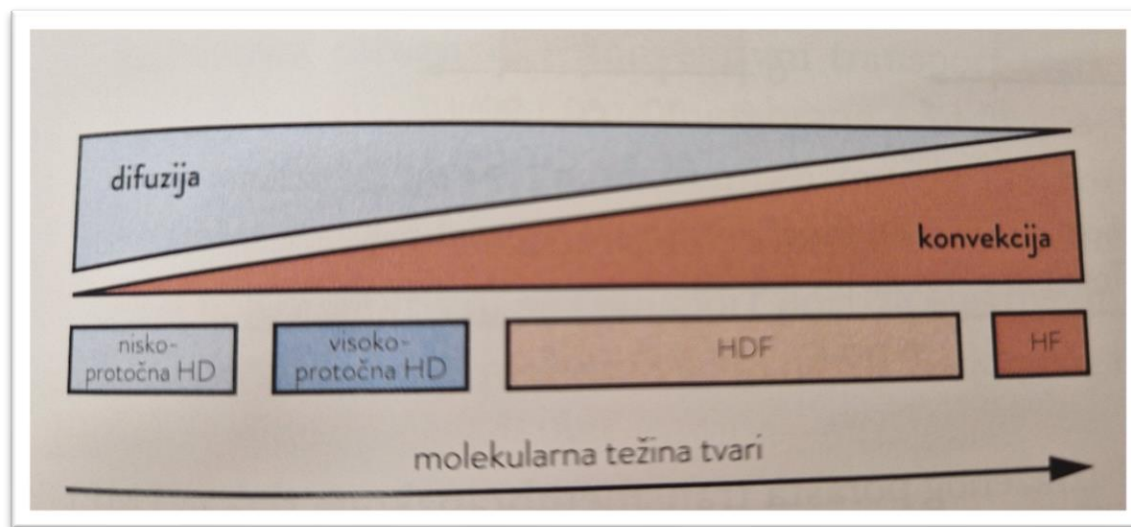 difuzija
konvekcija
nisko-
protočna HD
visoko-
protočna HD
HDF
HF
molekularna težina tvari